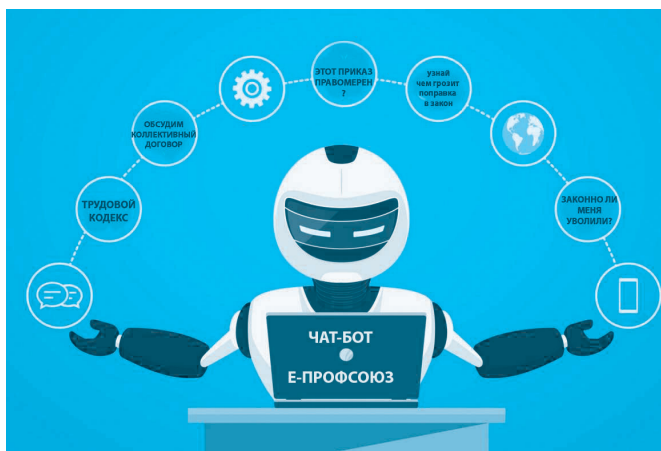 ЭТОТ ПРИКАЗ
ПРАВОМЕРЕН
?
узнай
чем грозит
поправка
в закон
ОБСУДИМ
КОЛЛЕКТИВНЫЙ
ДОГОВОР
ТРУДОВОЙ
КОДЕКС
ЗАКОННО ЛИ
МЕНЯ
УВОЛИЛИ?
ЧАТ-БОТ
Е-ПРОФСОЮЗ